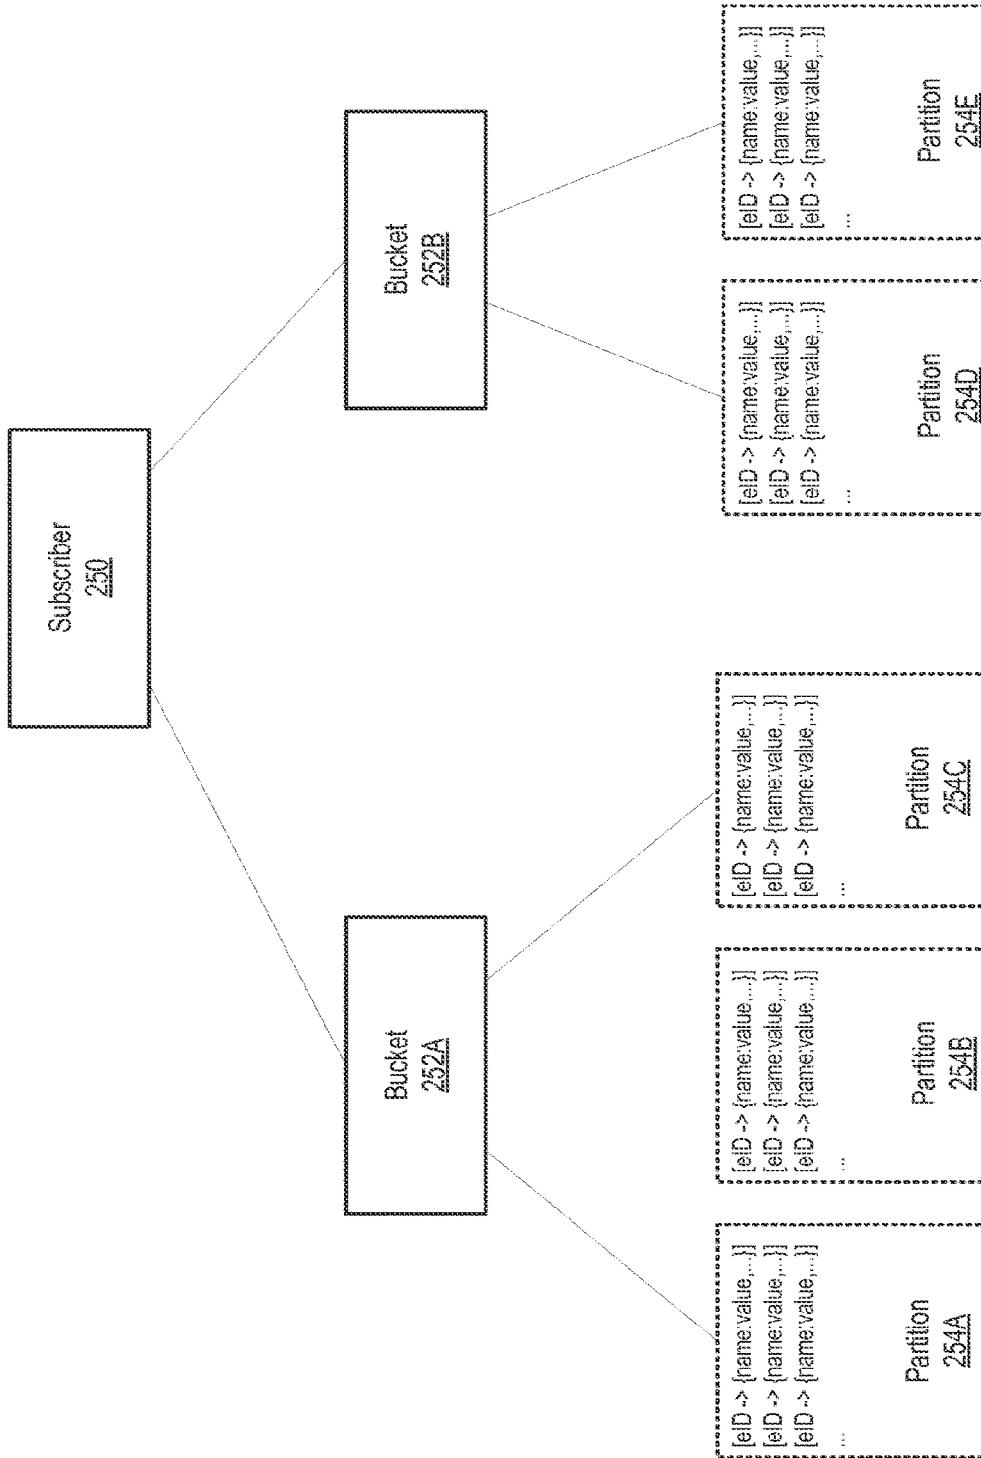 Subscriber
250
Bucket
252A
Bucket
252B
[eID -> {name:value,...}]
[eID -> {name:value,...}]
[eID -> {name:value,...}]
...
Partition
254A
[eID -> {name:value,...}]
[eID -> {name:value,...}]
[eID -> {name:value,...}]
...
Partition
254B
[eID -> {name:value,...}]
[eID -> {name:value,...}]
[eID -> {name:value,...}]
...
Partition
254C
[eID -> {name:value,...}]
[eID -> {name:value,...}]
[eID -> {name:value,...}]
...
Partition
254D
[eID -> {name:value,...}]
[eID -> {name:value,...}]
[eID -> {name:value,...}]
...
Partition
254E